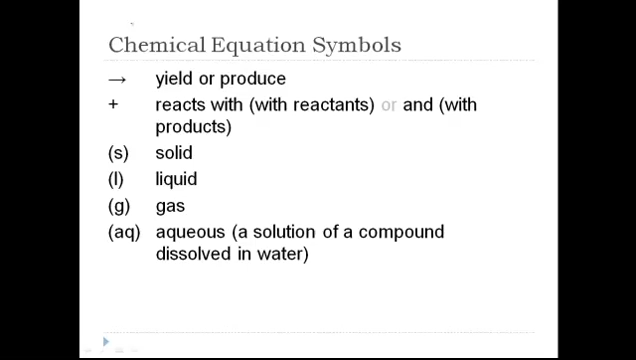 Chemical Equation Symbols
→ yield or produce
+ reacts with (with reactants) or and (with
products)
(s) solid
(l) liquid
(g) gas
(aq) aqueous (a solution of a compound
dissolved in water)